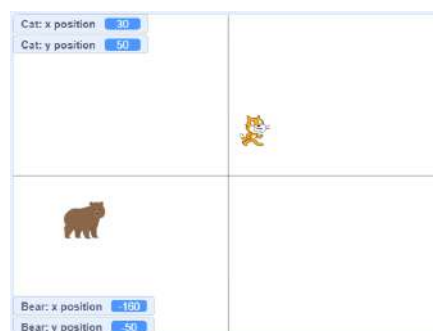 Cat: x position 30
Cat: y position 50
Bear: x position -160
Bear: y position -50